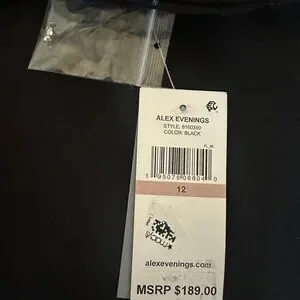 ALEX EVENINGS
STYLE: 8160350
COLOR: BLACK
12
alexevenings.com
MSRP $189.00